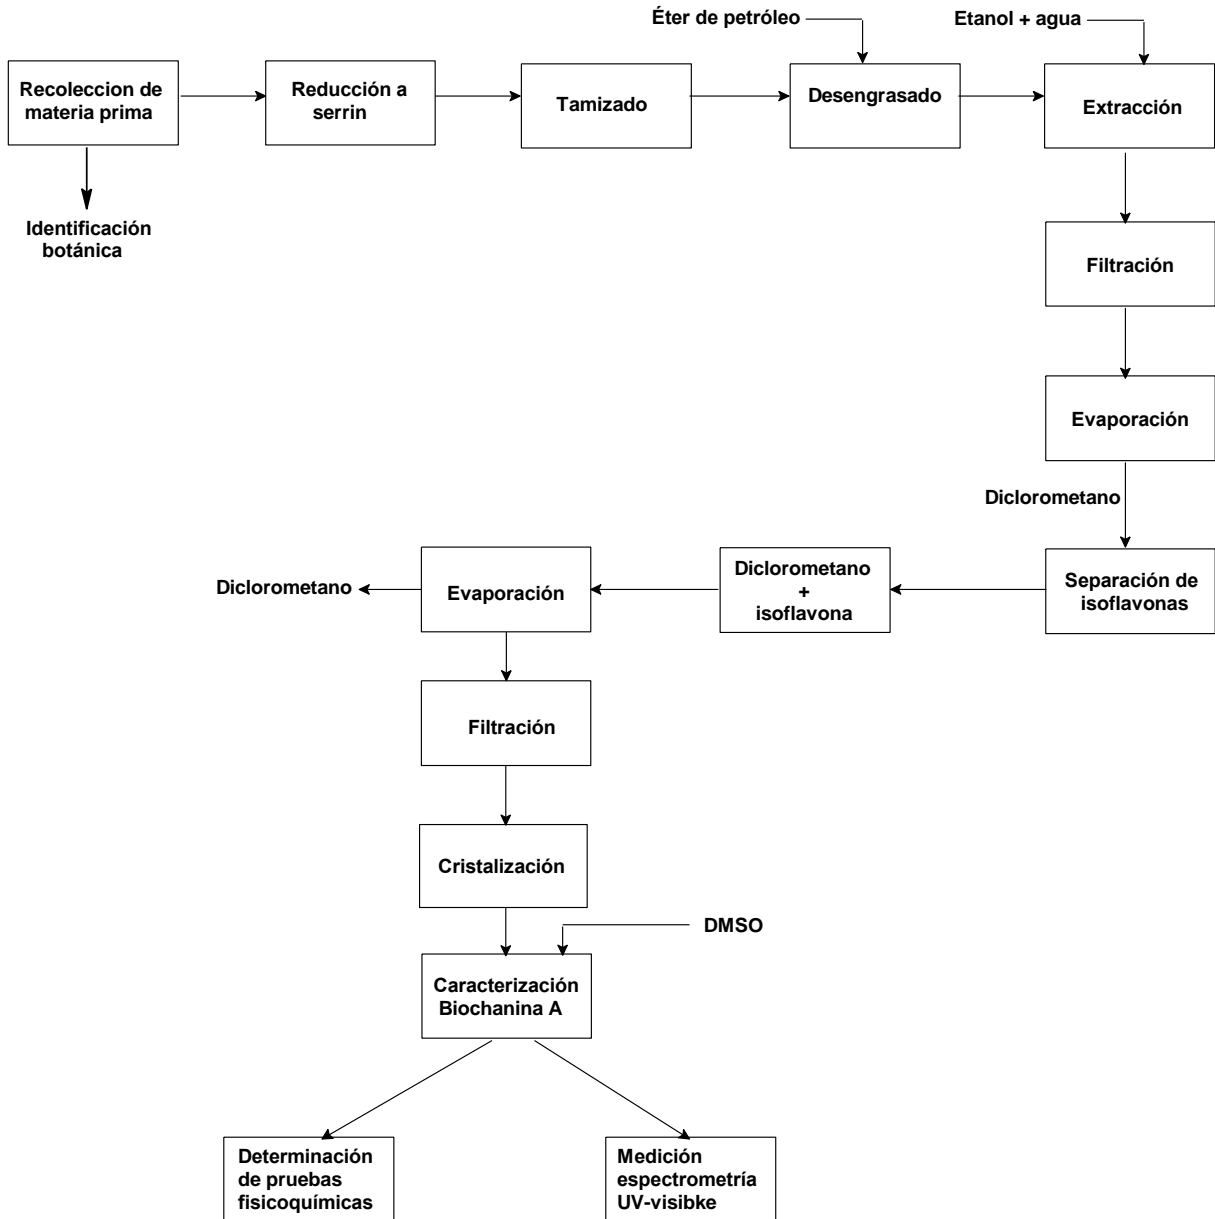 Éter de petróleo
Etanol + agua
Recoleccion de
materia prima
Reducción a
serrin
Tamizado
Desengrasado
Extracción
Identificación
botánica
Filtración
Evaporación
Diclorometano
Separación de
isoflavonas
Diclorometano
+
isoflavona
Evaporación
Diclorometano
Filtración
Cristalización
DMSO
Caracterización
Biochanina A
Determinación
de pruebas
fisicoquímicas
Medición
espectrometría
UV-visibke